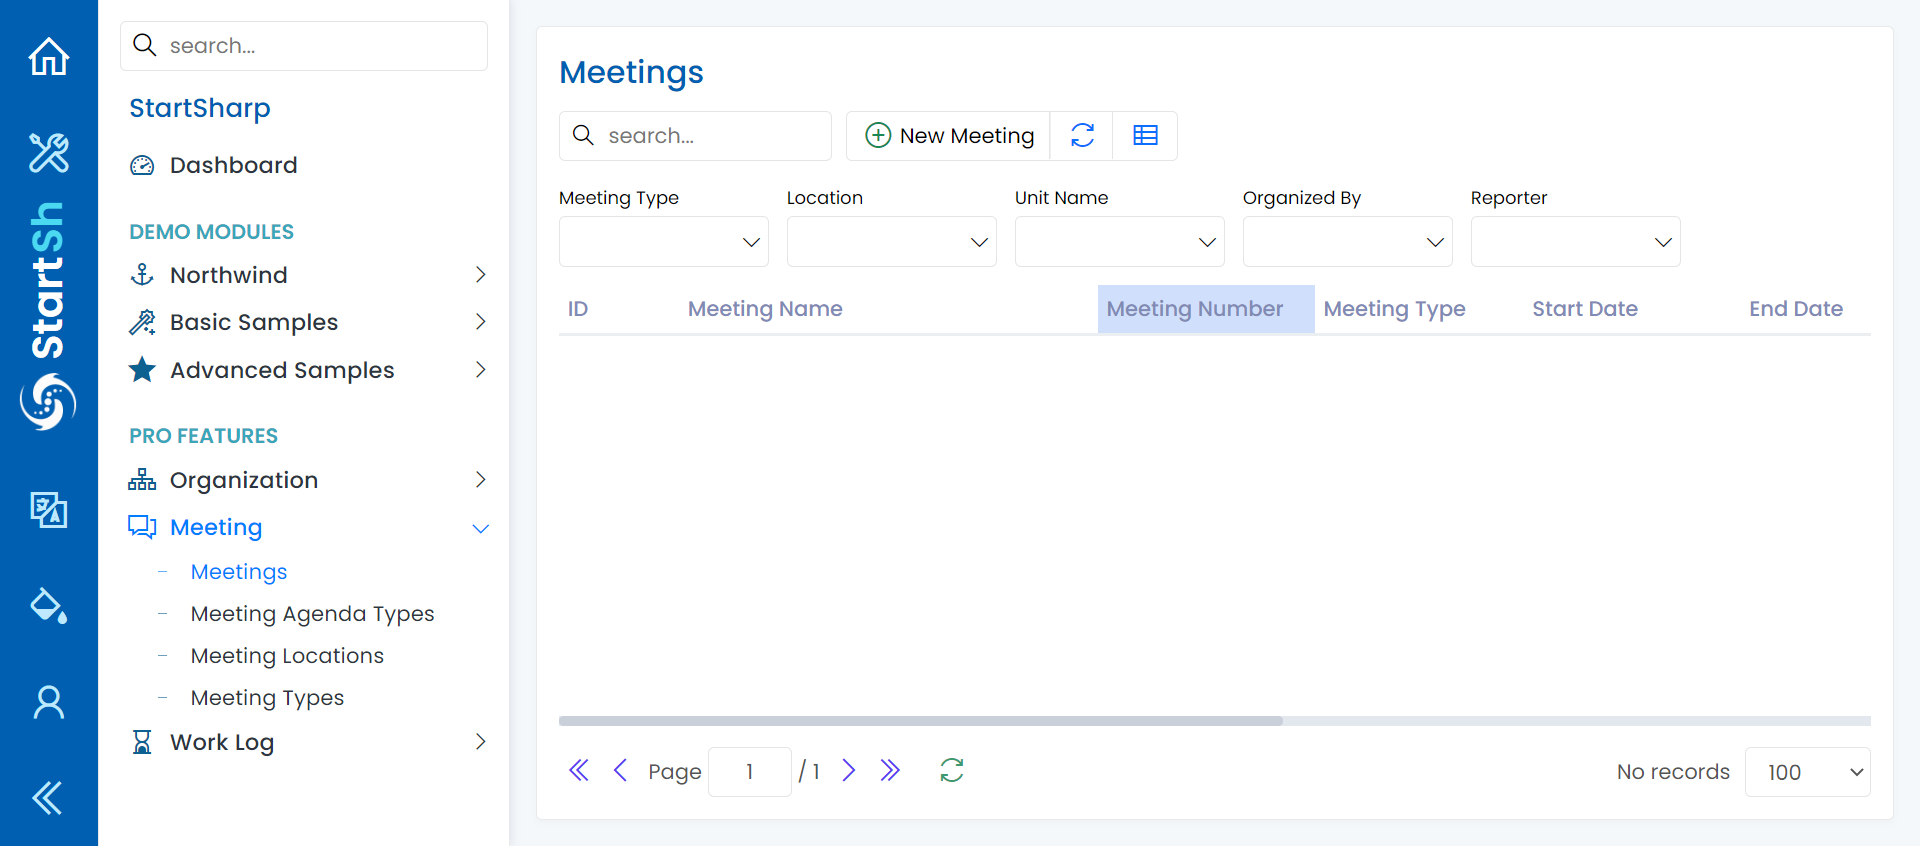 StartSh
search...
StartSharp
Dashboard
DEMO MODULES
Northwind
Basic Samples
Advanced Samples
PRO FEATURES
Organization
Meeting
Meetings
Meeting Agenda Types
Meeting Locations
Meeting Types
Work Log
Meetings
search...
New Meeting
Meeting Type Location Unit Name Organized By Reporter
ID Meeting Name Meeting Number Meeting Type Start Date End Date
Page 1 / 1
No records 100